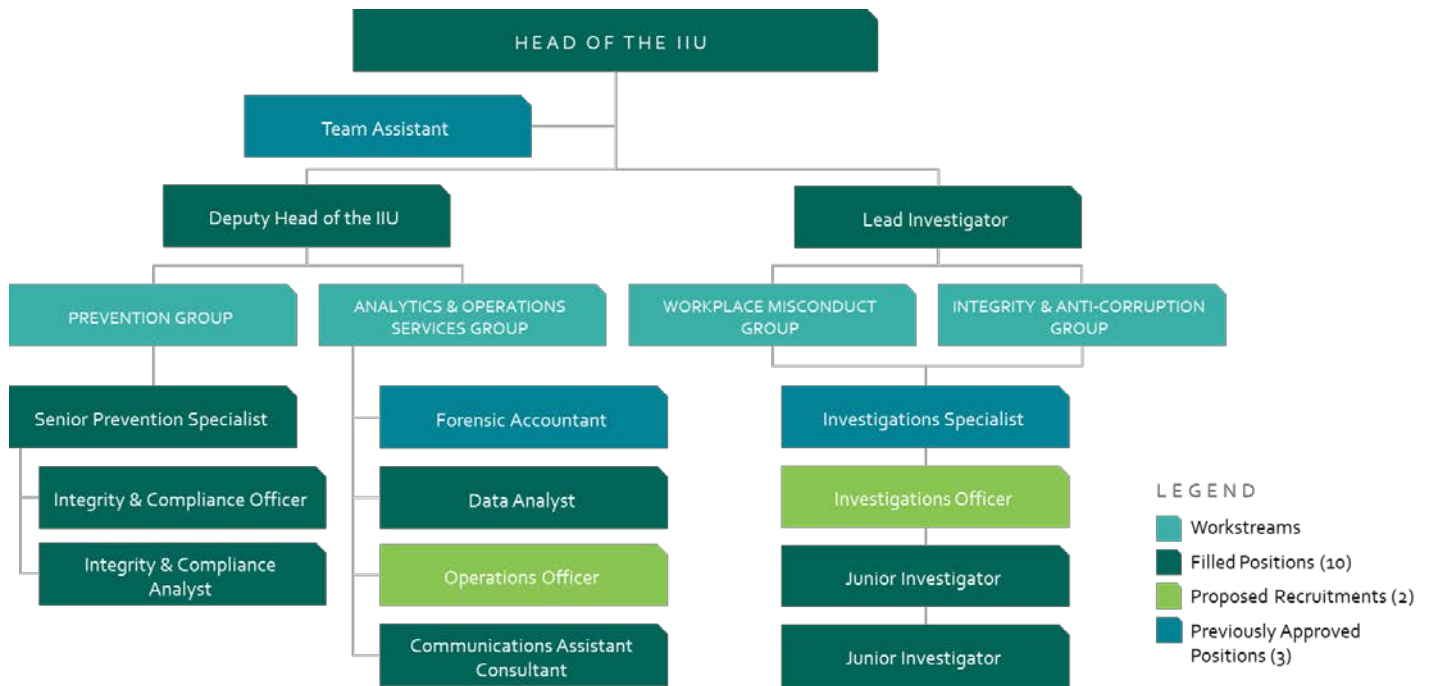 HEAD OF THE IIU
Team Assistant
Deputy Head of the IIU
Lead Investigator
PREVENTION GROUP
ANALYTICS & OPERATIONS
SERVICES GROUP
WORKPLACE MISCONDUCT
GROUP
INTEGRITY & ANTI-CORRUPTION
GROUP
Senior Prevention Specialist
Integrity & Compliance Officer
Integrity & Compliance
Analyst
Forensic Accountant
Data Analyst
Operations Officer
Communications Assistant
Consultant
Investigations Specialist
Investigations Officer
Junior Investigator
Junior Investigator
LEGEND
Workstreams
Filled Positions (10)
Proposed Recruitments (2)
Previously Approved
Positions (3)